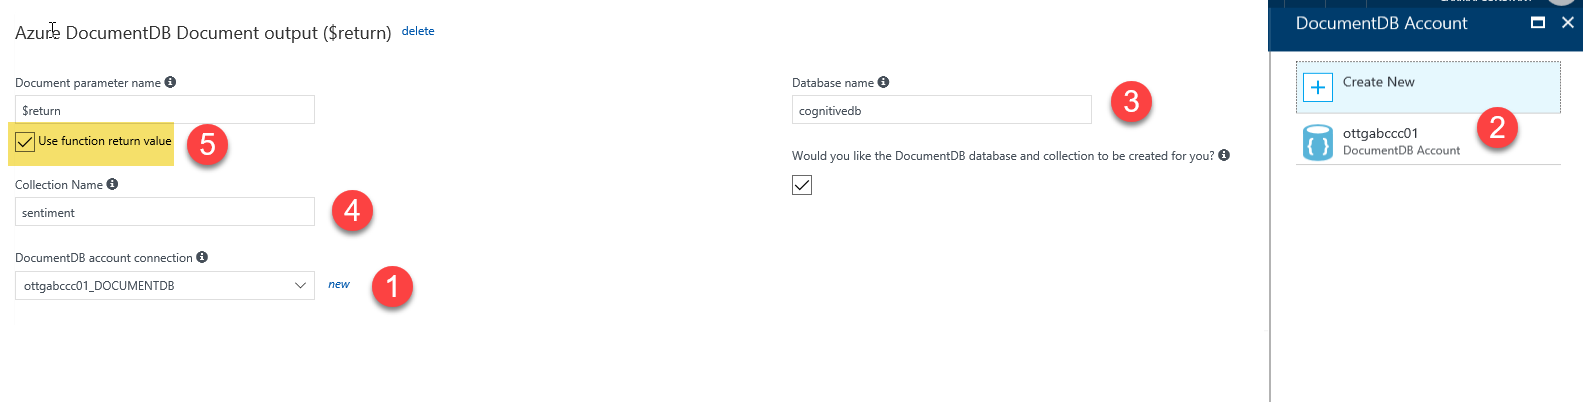 Azure DocumentDB Document output ($return) delete
Document parameter name
$return
Use function return value
5
Collection Name
sentiment
4
DocumentDB account connection
ottgabccc01_DOCUMENTDB
new
1
Database name
cognitivedb
3
Would you like the DocumentDB database and collection to be created for you?
DocumentDB Account
Create New
2
ottgabccc01
DocumentDB Account